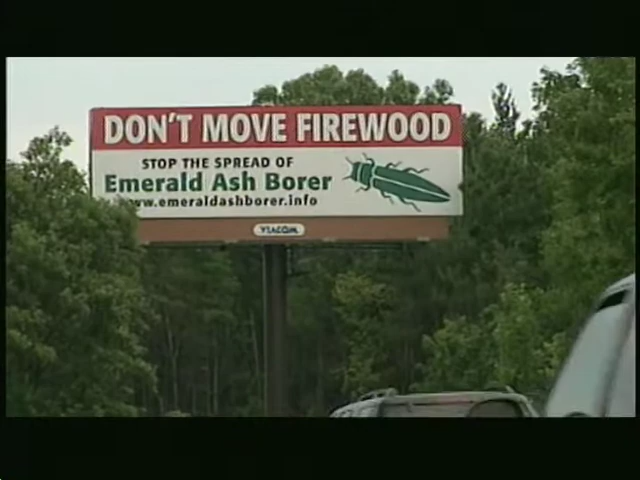 DON'T MOVE FIREWOOD
STOP THE SPREAD OF
Emerald Ash Borer
www.emeraldashborer.info
VIACOM